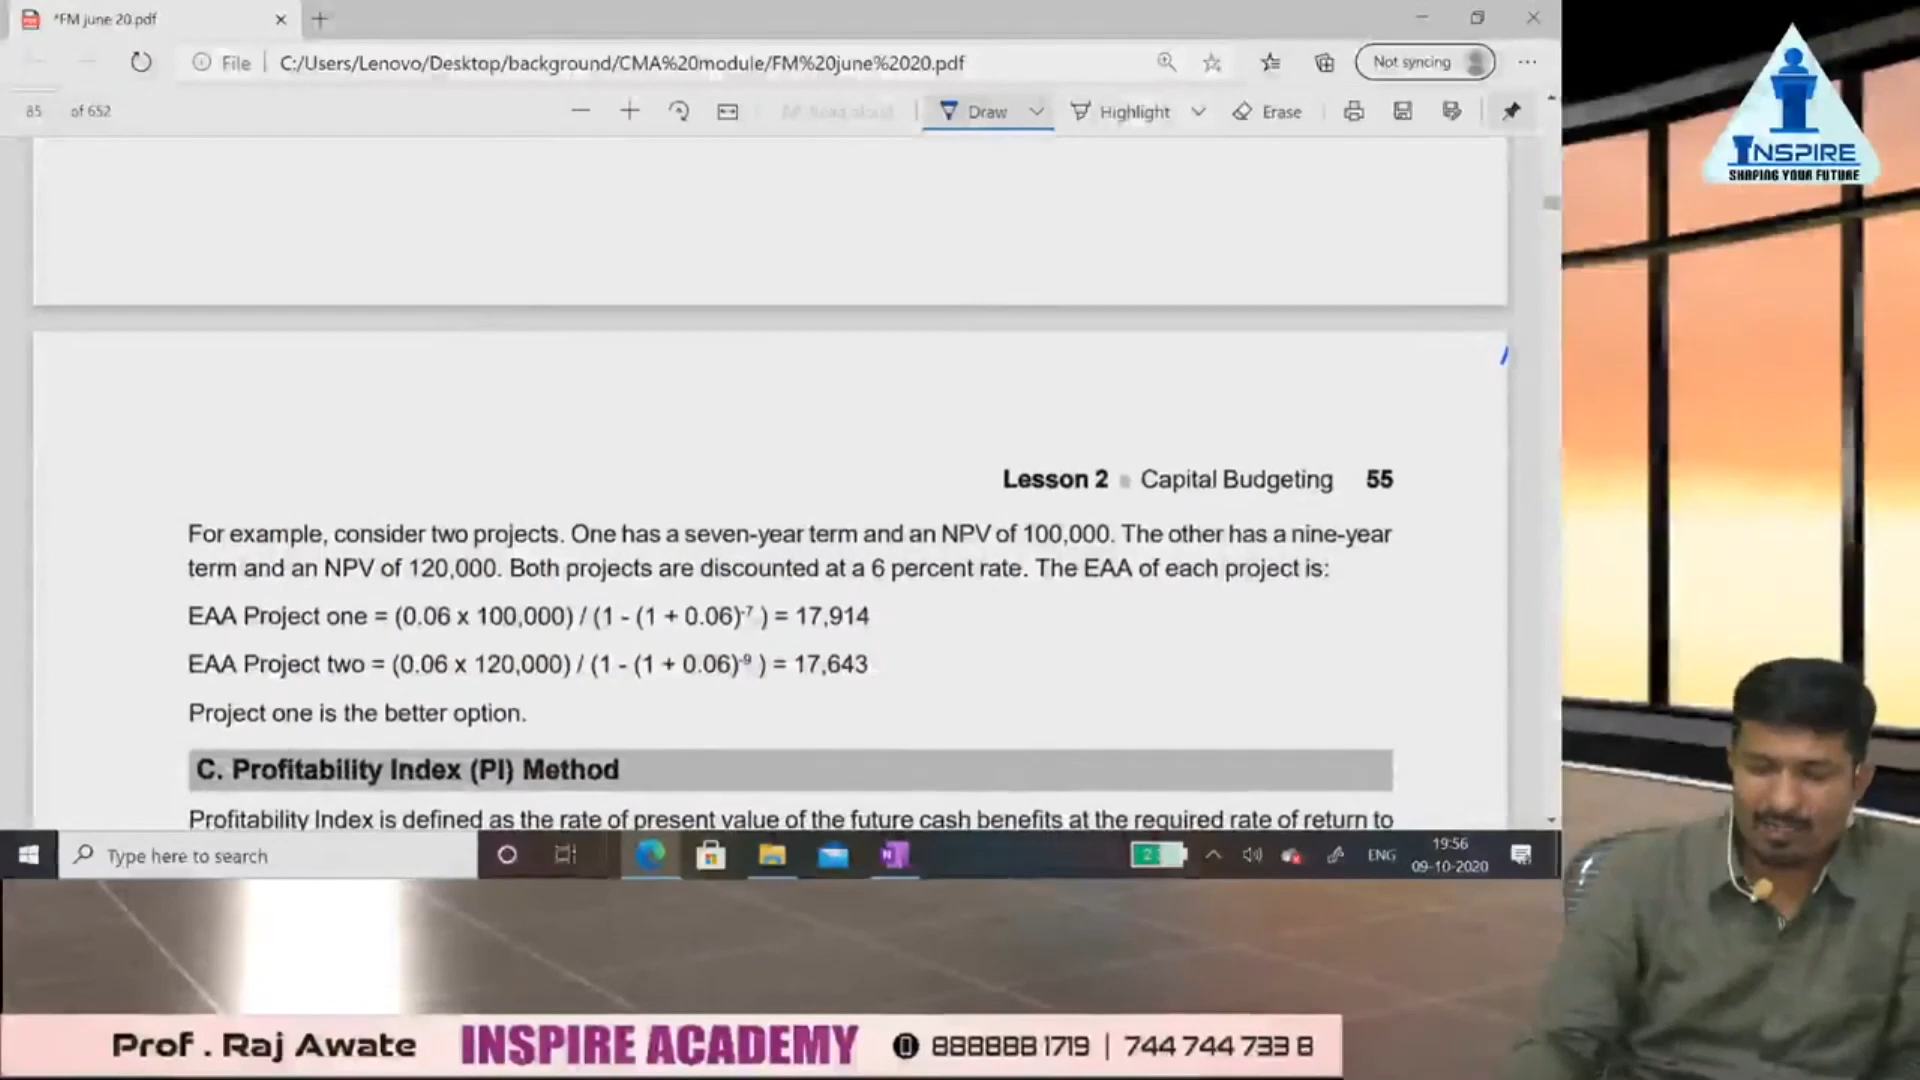 *FM june 20.pdf
File
C:/Users/Lenovo/Desktop/background/CMA%20module/FM%20june%2020.pdf
Not syncing
85 of 652
Draw
Highlight
Erase
INSPIRE
SHAPING YOUR FUTURE
Lesson 2 Capital Budgeting 55
For example, consider two projects. One has a seven-year term and an NPV of 100,000. The other has a nine-year
term and an NPV of 120,000. Both projects are discounted at a 6 percent rate. The EAA of each project is:
EAA Project one = (0.06 x 100,000) / (1 - (1 + 0.06)⁻⁷ ) = 17,914
EAA Project two = (0.06 x 120,000) / (1 - (1 + 0.06)⁻⁹ ) = 17,643
Project one is the better option.
C. Profitability Index (PI) Method
Profitability Index is defined as the rate of present value of the future cash benefits at the required rate of return to
Type here to search
ENG
19:56
09-10-2020
Prof . Raj Awate INSPIRE ACADEMY 888888 1719 | 744 744 733 8